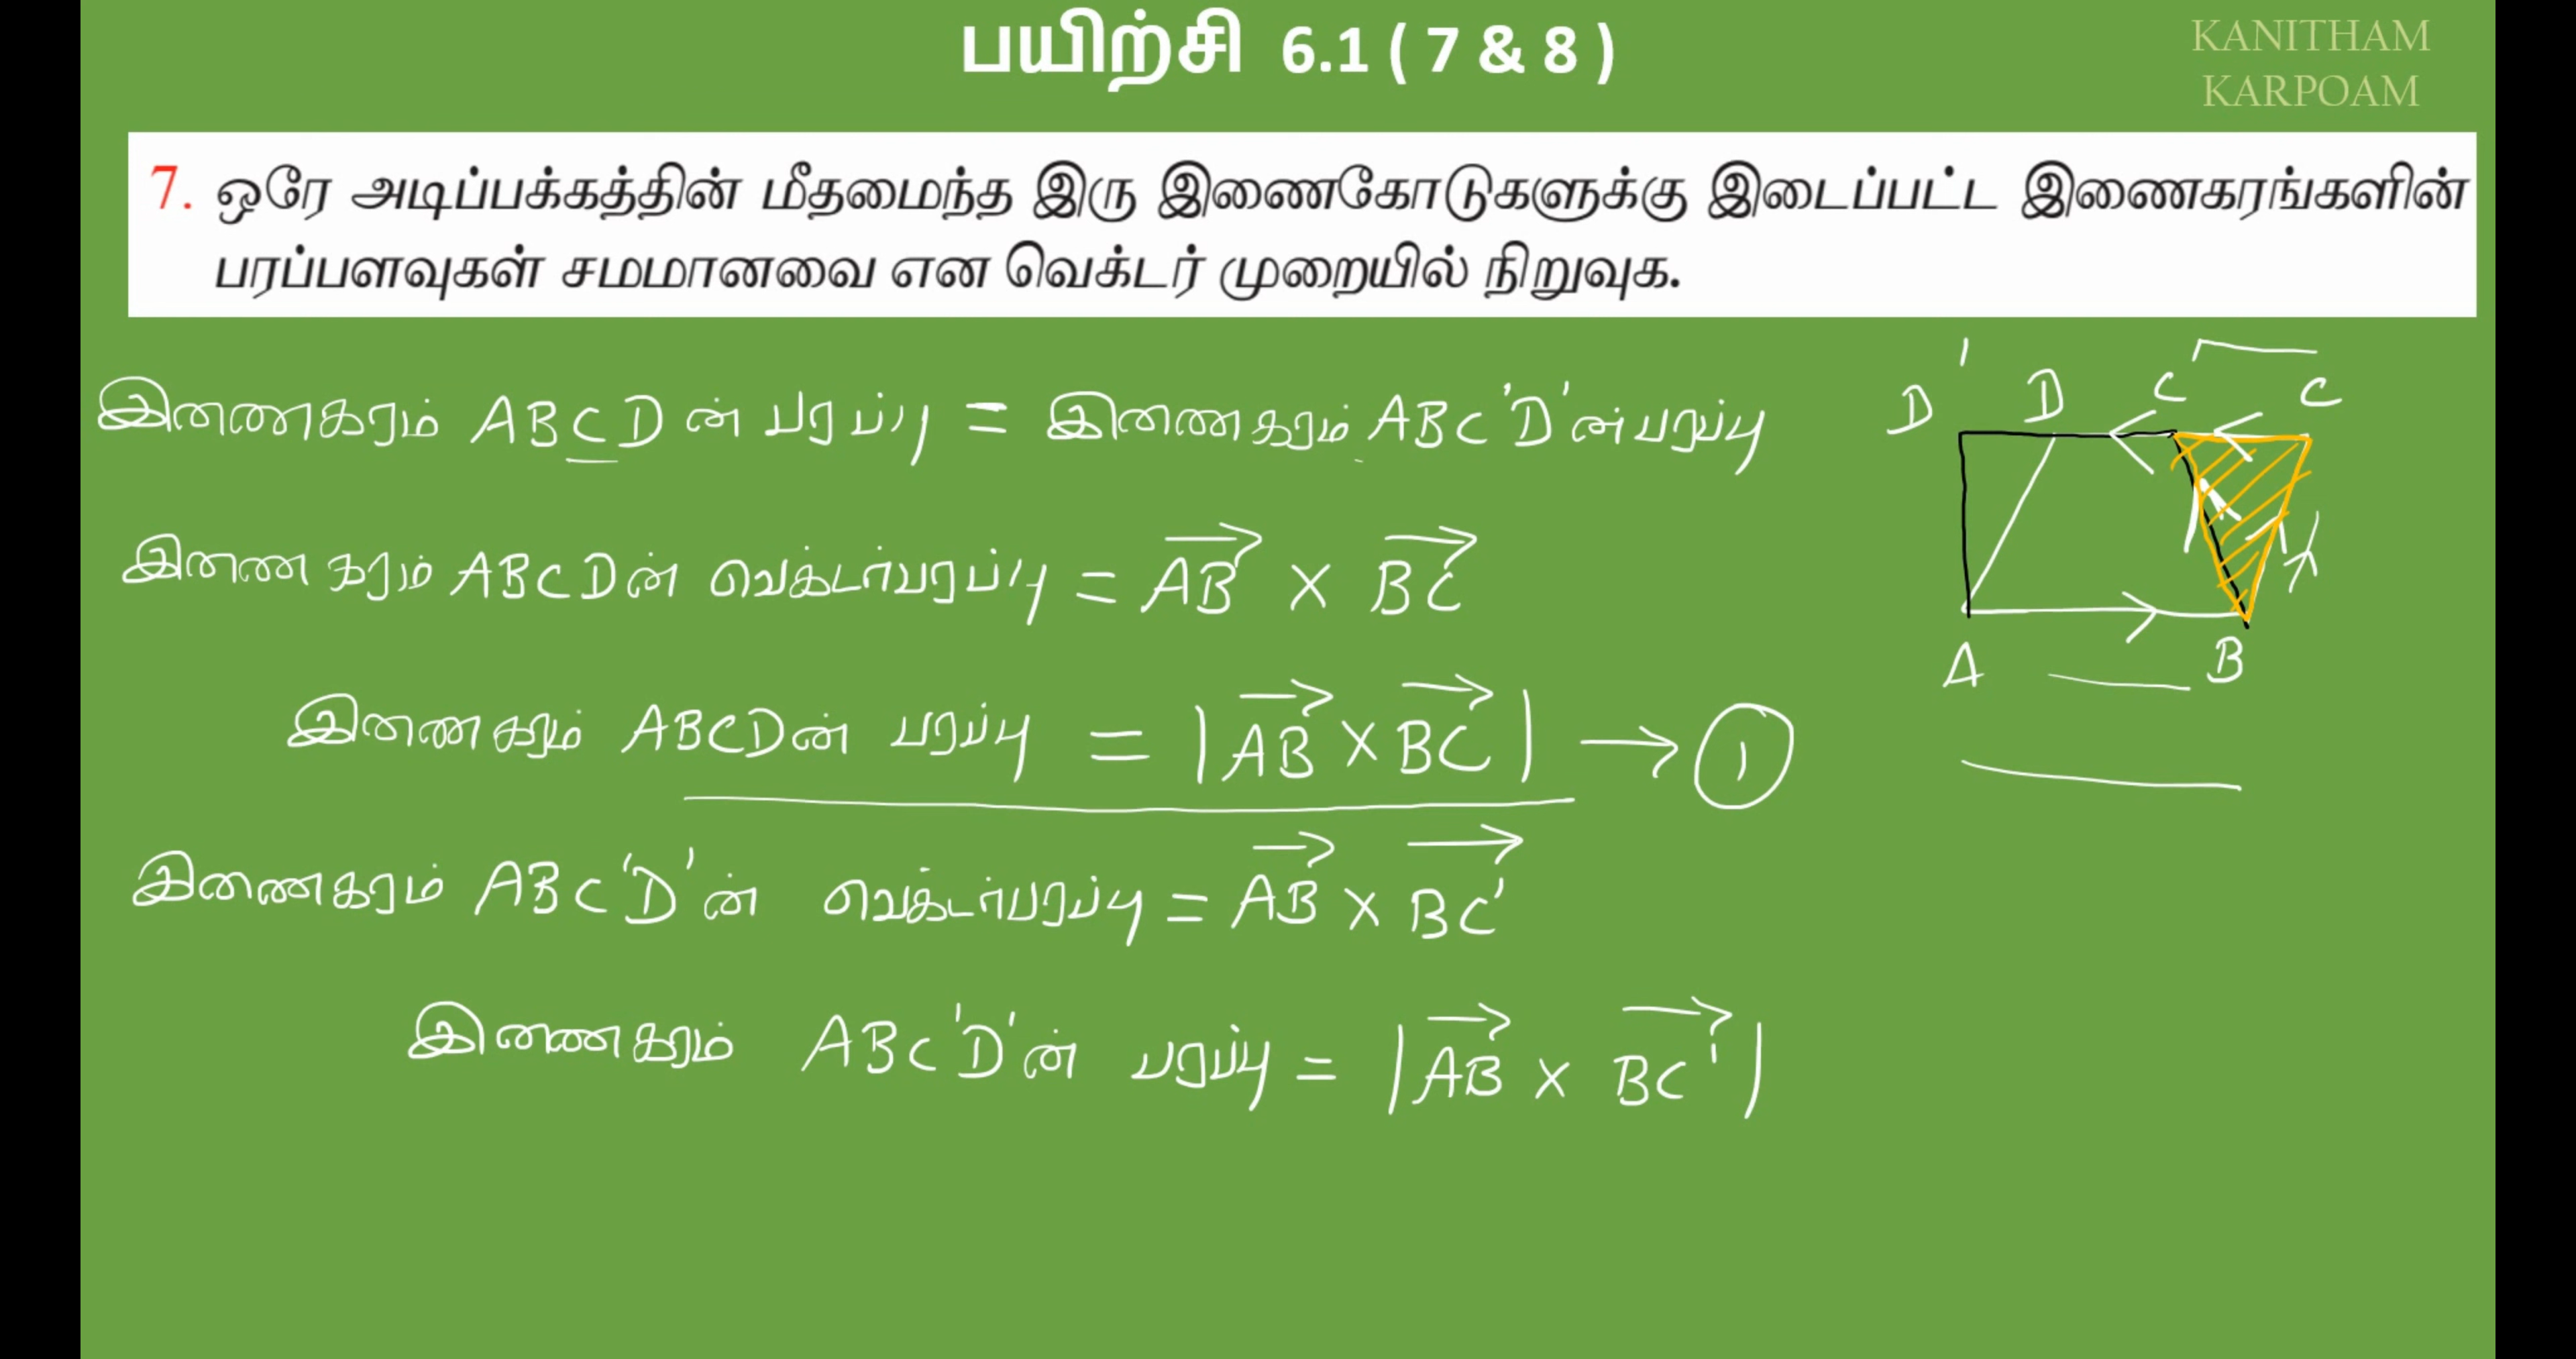 பயிற்சி 6.1 ( 7 & 8 )
KANITHAM
KARPOAM
7. ஒரே அடிப்பக்கத்தின் மீதமைந்த இரு இணைகோடுகளுக்கு இடைப்பட்ட இணைகரங்களின்
பரப்பளவுகள் சமமானவை என வெக்டர் முறையில் நிறுவுக.
இணைகரம் ABCD ன் பரப்பு = இணைகரம் ABC'D'ன் பரப்பு
D' D C' C
இணைகரம் ABCD ன் வெக்டர்பரப்பு = AB⃗ × BC⃗
A B
இணைகரம் ABCDன் பரப்பு = |AB⃗ × BC⃗| → ①
இணைகரம் ABC'D'ன் வெக்டர்பரப்பு = AB⃗ × BC'⃗
இணைகரம் ABC'D'ன் பரப்பு = |AB⃗ × BC'⃗|